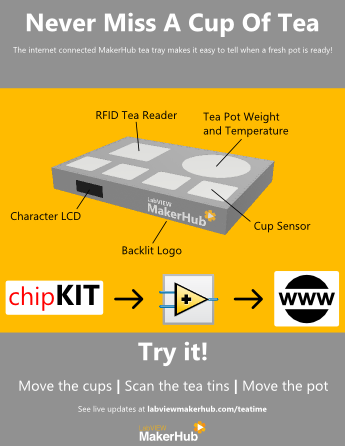 Never Miss A Cup Of Tea
The internet connected MakerHub tea tray makes it easy to tell when a fresh pot is ready!
RFID Tea Reader
Tea Pot Weight
and Temperature
Character LCD
LabVIEW
MakerHub
Cup Sensor
Backlit Logo
chipKIT
WWW
Try it!
Move the cups | Scan the tea tins | Move the pot
See live updates at labviewmakerhub.com/teatime
LabVIEW
MakerHub